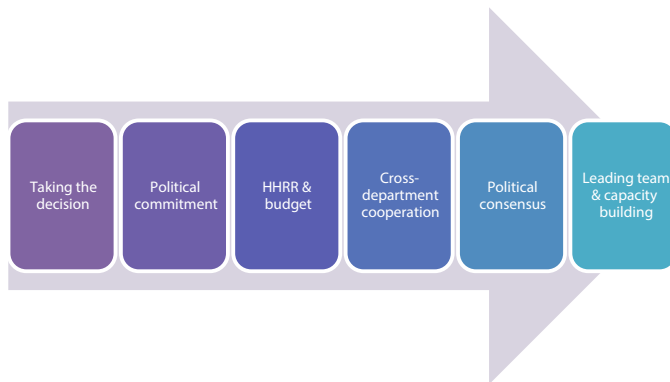 Taking the
decision
Political
commitment
HHRR &
budget
Cross-
department
cooperation
Political
consensus
Leading team
& capacity
building